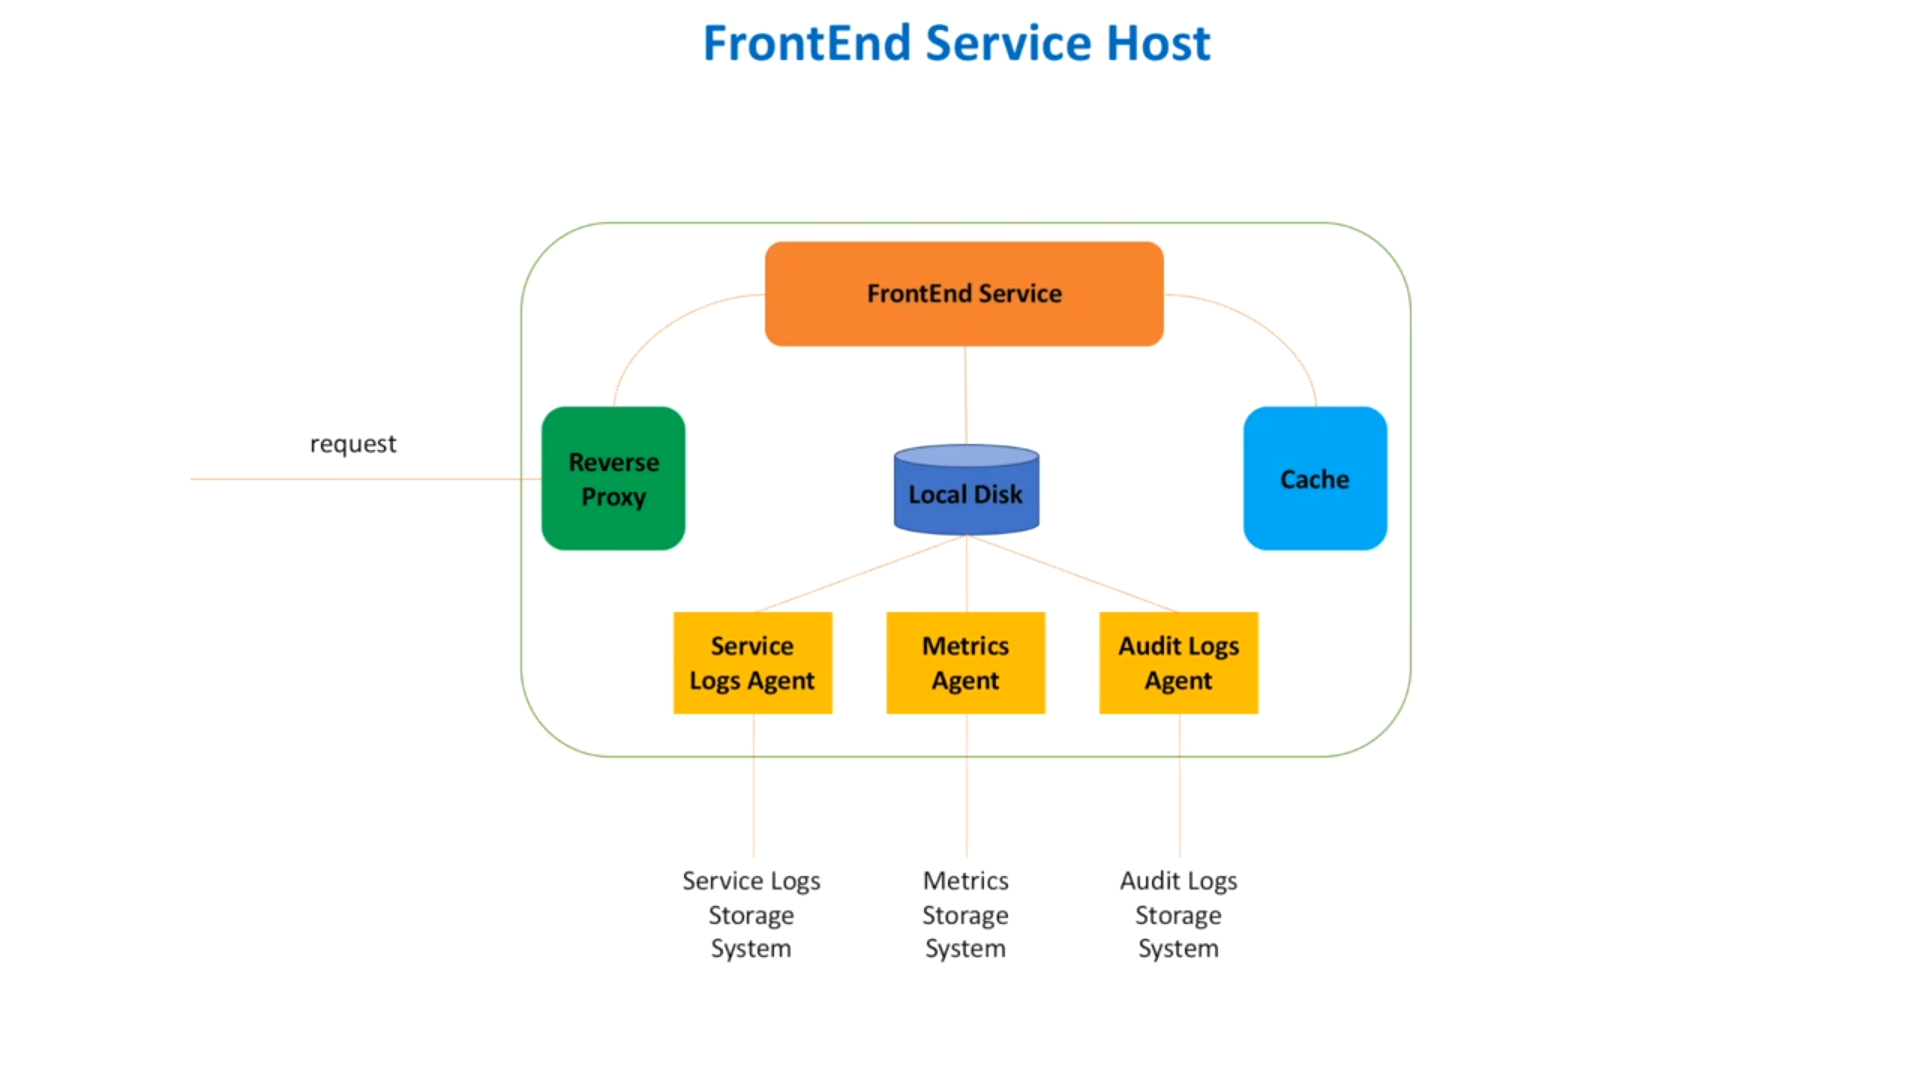 FrontEnd Service Host
FrontEnd Service
request
Reverse
Proxy
Local Disk
Cache
Service
Logs Agent
Metrics
Agent
Audit Logs
Agent
Service Logs
Storage
System
Metrics
Storage
System
Audit Logs
Storage
System